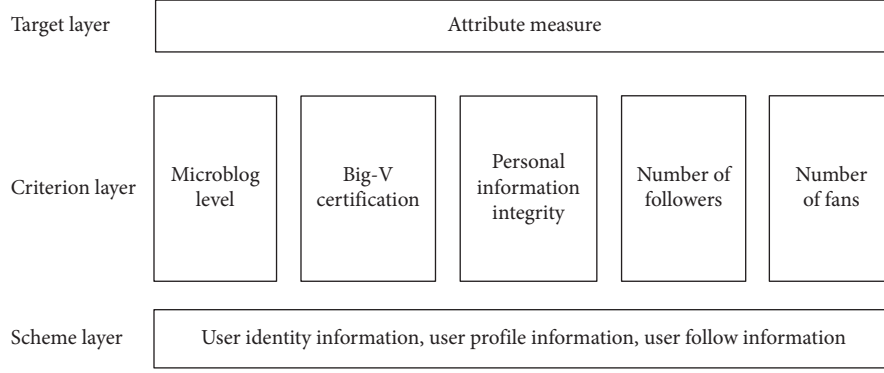 Target layer
Attribute measure
Criterion layer
Microblog
level
Big-V
certification
Personal
information
integrity
Number of
followers
Number
of fans
Scheme layer
User identity information, user profile information, user follow information